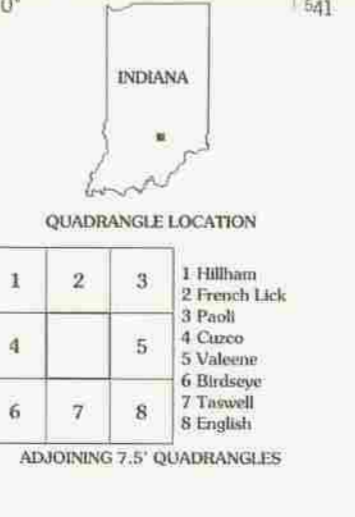 0°
541
INDIANA
QUADRANGLE LOCATION
1 2 3
4 5
6 7 8
1 Hillham
2 French Lick
3 Paoli
4 Cuzco
5 Valeene
6 Birdseye
7 Taswell
8 English
ADJOINING 7.5' QUADRANGLES